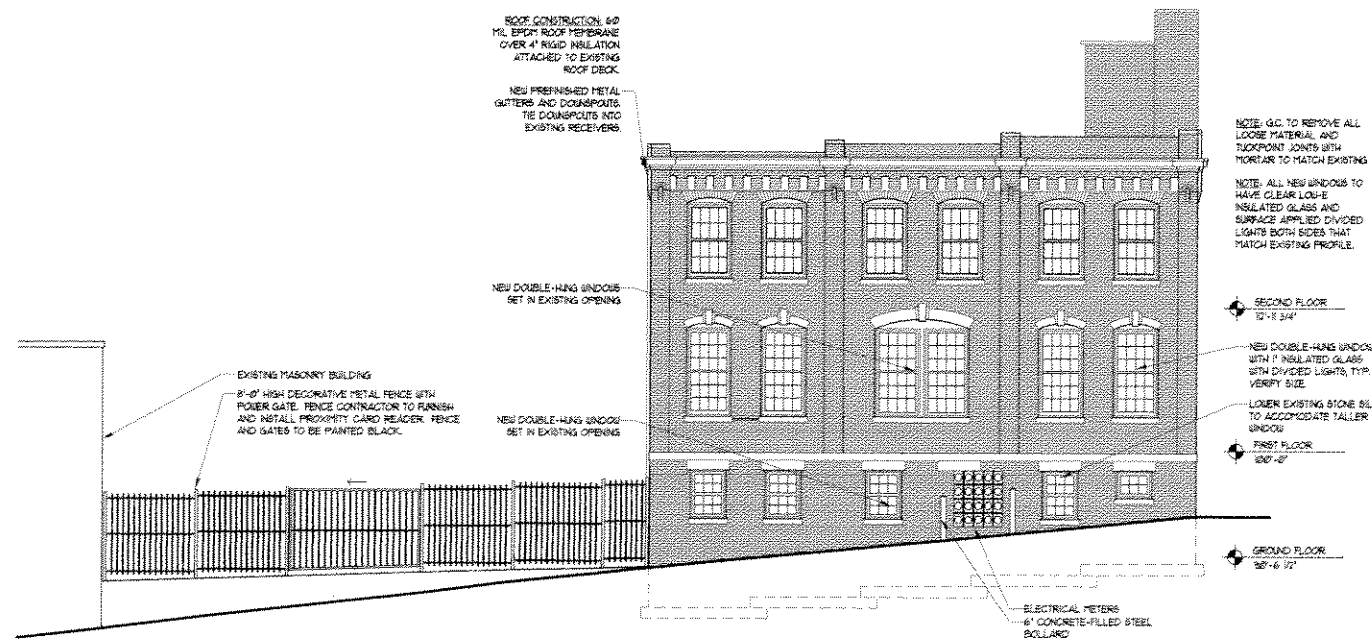 ROOF CONSTRUCTION: 60
MIL EPDM ROOF MEMBRANE
OVER 4" RIGID INSULATION
ATTACHED TO EXISTING
ROOF DECK.
NEW PREFINISHED METAL
GUTTERS AND DOWNSPOUTS.
TIE DOWNSPOUTS INTO
EXISTING RECEIVERS.
NOTE: G.C. TO REMOVE ALL
LOOSE MATERIAL AND
TUCKPOINT JOINTS WITH
MORTAR TO MATCH EXISTING
NOTE: ALL NEW WINDOWS TO
HAVE CLEAR LOW-E
INSULATED GLASS AND
SURFACE APPLIED DIVIDED
LIGHTS BOTH SIDES THAT
MATCH EXISTING PROFILE.
NEW DOUBLE-HUNG WINDOWS
SET IN EXISTING OPENING
SECOND FLOOR
NEW DOUBLE-HUNG WINDOW
WITH 1" INSULATED GLASS
WITH DIVIDED LIGHTS, TYP.
VERIFY SIZE.
EXISTING MASONRY BUILDING
8'-0" HIGH DECORATIVE METAL FENCE WITH
POWER GATE. FENCE CONTRACTOR TO FURNISH
AND INSTALL PROXIMITY CARD READER. FENCE
AND GATES TO BE PAINTED BLACK.
NEW DOUBLE-HUNG WINDOW
SET IN EXISTING OPENING
LOWER EXISTING STONE SIL
TO ACCOMODATE TALLER
WINDOW
FIRST FLOOR
100'-0"
GROUND FLOOR
ELECTRICAL METERS
6" CONCRETE-FILLED STEEL
BOLLARD